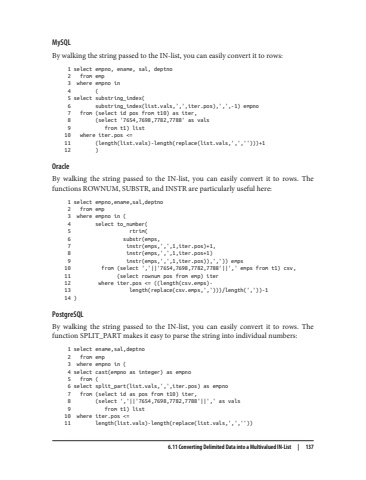 MySQL
By walking the string passed to the IN-list, you can easily convert it to rows:
1 select empno, ename, sal, deptno
2   from emp
3  where empno in
4        (
5 select substring_index(
6        substring_index(list.vals,',',iter.pos),',',-1) empno
7   from (select id pos from t10) as iter,
8        (select '7654,7698,7782,7788' as vals
9           from t1) list
10  where iter.pos <=
11        (length(list.vals)-length(replace(list.vals,',','')))+1
12        )
Oracle
By walking the string passed to the IN-list, you can easily convert it to rows. The
functions ROWNUM, SUBSTR, and INSTR are particularly useful here:
1 select empno,ename,sal,deptno
2   from emp
3  where empno in (
4        select to_number(
5                   rtrim(
6                 substr(emps,
7                  instr(emps,',',1,iter.pos)+1,
8                  instr(emps,',',1,iter.pos+1)
9                  instr(emps,',',1,iter.pos)),',')) emps
10          from (select ','||'7654,7698,7782,7788'||',' emps from t1) csv,
11               (select rownum pos from emp) iter
12         where iter.pos <= ((length(csv.emps)-
13                   length(replace(csv.emps,',')))/length(','))-1
14 )
PostgreSQL
By walking the string passed to the IN-list, you can easily convert it to rows. The
function SPLIT_PART makes it easy to parse the string into individual numbers:
1 select ename,sal,deptno
2   from emp
3  where empno in (
4 select cast(empno as integer) as empno
5   from (
6 select split_part(list.vals,',',iter.pos) as empno
7   from (select id as pos from t10) iter,
8        (select ','||'7654,7698,7782,7788'||',' as vals
9           from t1) list
10  where iter.pos <=
11        length(list.vals)-length(replace(list.vals,',',''))
6.11 Converting Delimited Data into a Multivalued IN-List | 137